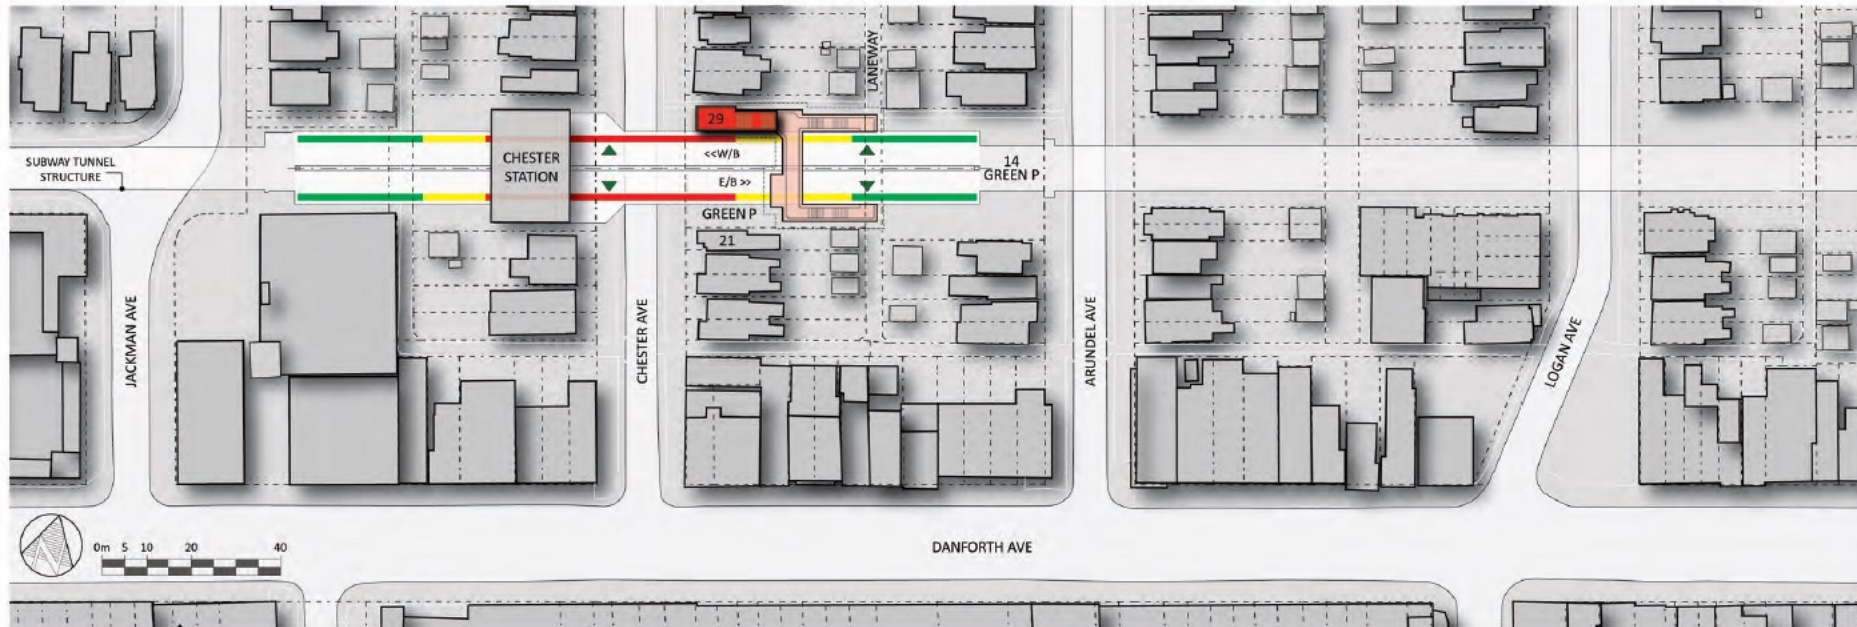 LANEWAY
29
SUBWAY TUNNEL
STRUCTURE
CHESTER
STATION
<<W/B
E/B >>
14
GREEN P
GREEN P
21
JACKMAN AVE
CHESTER AVE
ARUNDEL AVE
LOGAN AVE
DANFORTH AVE
N
0m 5 10 20 40